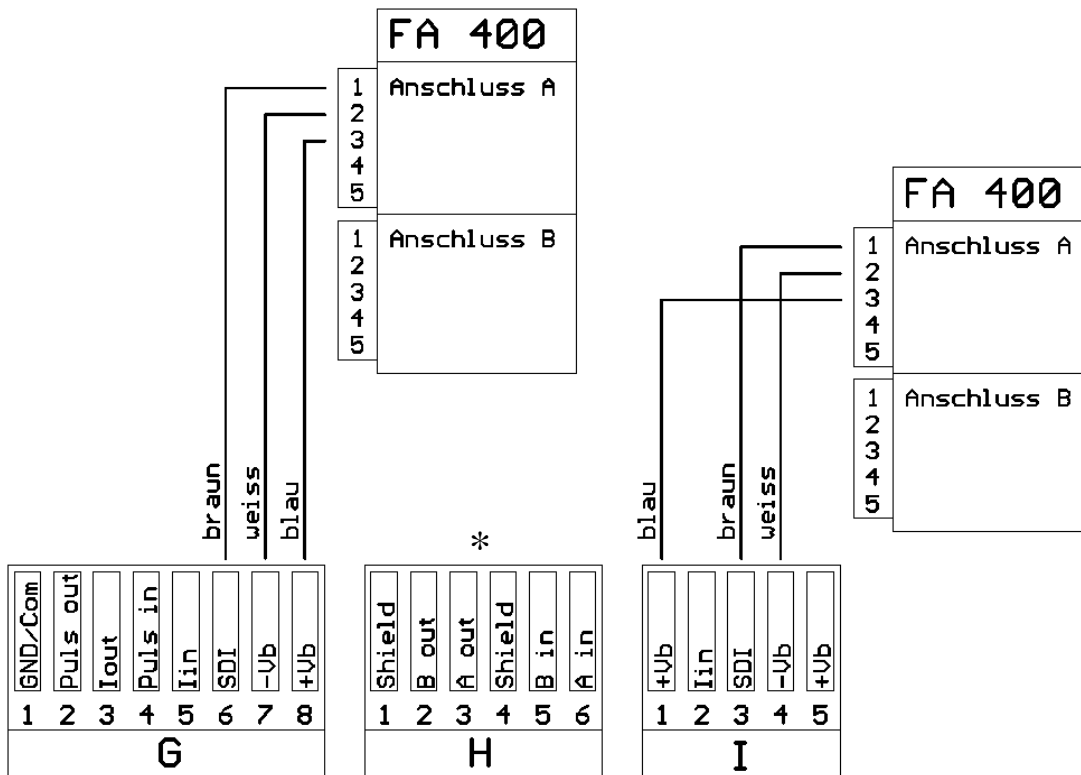 FA 400
1 Anschluss A
2
3
4
5
1 Anschluss B
2
3
4
5
FA 400
1 Anschluss A
2
3
4
5
1 Anschluss B
2
3
4
5
braun
weiss
blau
*
blau
braun
weiss
GND/Com
Puls out
Iout
Puls in
Iin
SDI
-Vb
+Vb
1 2 3 4 5 6 7 8
G
Shield
B out
A out
Shield
B in
A in
1 2 3 4 5 6
H
+Vb
Iin
SDI
-Vb
+Vb
1 2 3 4 5
I